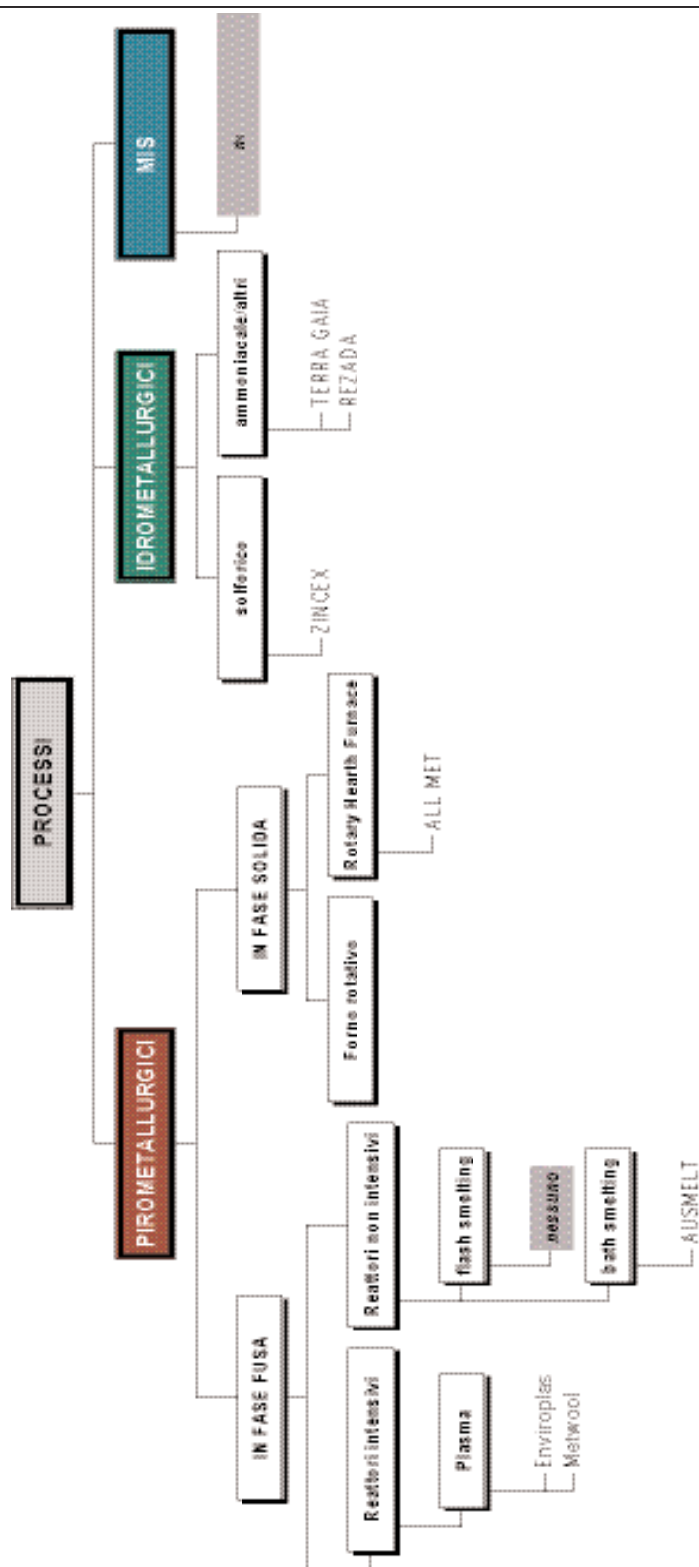 PROCESSI
PIROMETALLURGICI
IDROMETALLURGICI
MIS
IN FASE FUSA
IN FASE SOLIDA
solforico
ammoniacale/altri
Reattori intensivi
Reattori non intensivi
Forno rotativo
Rotary Hearth Furnace
ZINCEX
TERRA GAIA
REZADA
Plasma
flash smelting
ALL MET
Enviroplas
Metwool
nessuno
bath smelting
AUSMELT